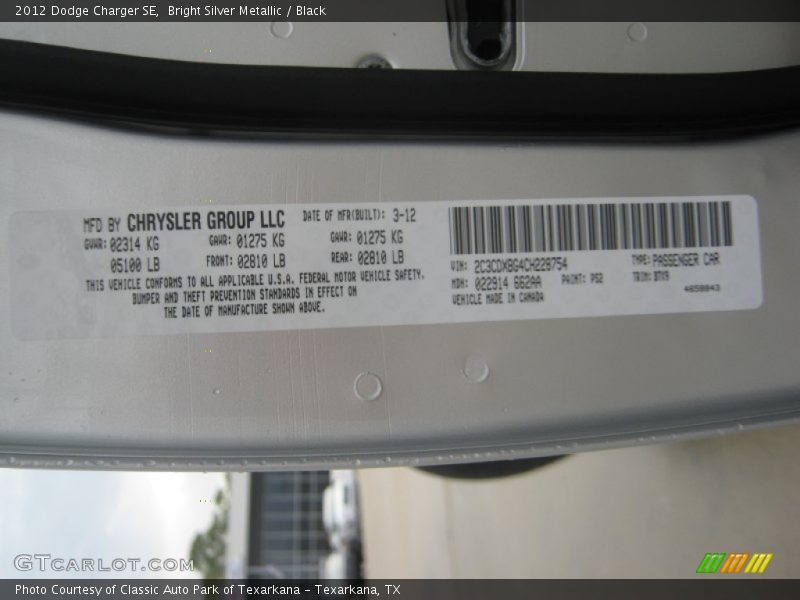 2012 Dodge Charger SE,  Bright Silver Metallic / Black
MFD BY CHRYSLER GROUP LLC
DATE OF MFR(BUILT): 3-12
GVWR: 02314 KG
GAWR: 01275 KG
GAWR: 01275 KG
05100 LB
FRONT: 02810 LB
REAR: 02810 LB
THIS VEHICLE CONFORMS TO ALL APPLICABLE U.S.A. FEDERAL MOTOR VEHICLE SAFETY,
BUMPER AND THEFT PREVENTION STANDARDS IN EFFECT ON
THE DATE OF MANUFACTURE SHOWN ABOVE.
VIN: 2C3CDXBG4CH228754
TYPE: PASSENGER CAR
MDH: 022914 662AA
PAINT: PS2
TRIM: BTX9
VEHICLE MADE IN CANADA
4658843
GTCARLOT.COM
Photo Courtesy of Classic Auto Park of Texarkana – Texarkana, TX